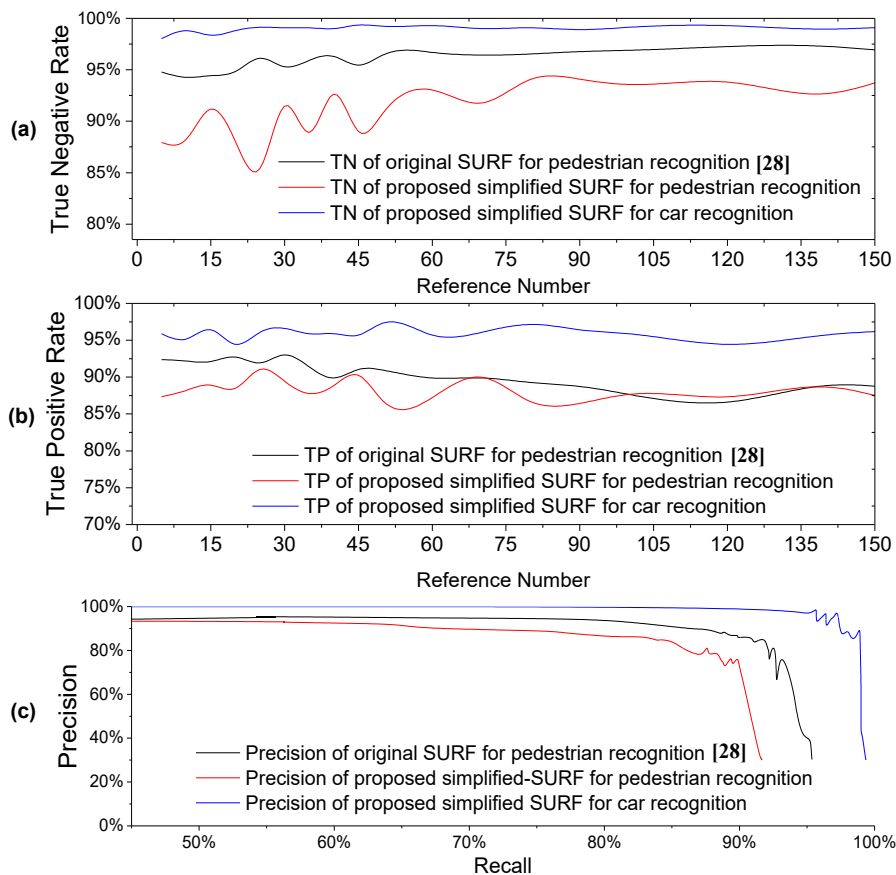 (a)
True Negative Rate
100%
95%
90%
85%
80%
TN of original SURF for pedestrian recognition [28]
TN of proposed simplified SURF for pedestrian recognition
TN of proposed simplified SURF for car recognition
0 15 30 45 60 75 90 105 120 135 150
Reference Number
(b)
True Positive Rate
100%
95%
90%
85%
80%
75%
70%
TP of original SURF for pedestrian recognition [28]
TP of proposed simplified SURF for pedestrian recognition
TP of proposed simplified SURF for car recognition
0 15 30 45 60 75 90 105 120 135 150
Reference Number
(c)
Precision
100%
80%
60%
40%
20%
0%
Precision of original SURF for pedestrian recognition [28]
Precision of proposed simplified-SURF for pedestrian recognition
Precision of proposed simplified SURF for car recognition
50% 60% 70% 80% 90% 100%
Recall